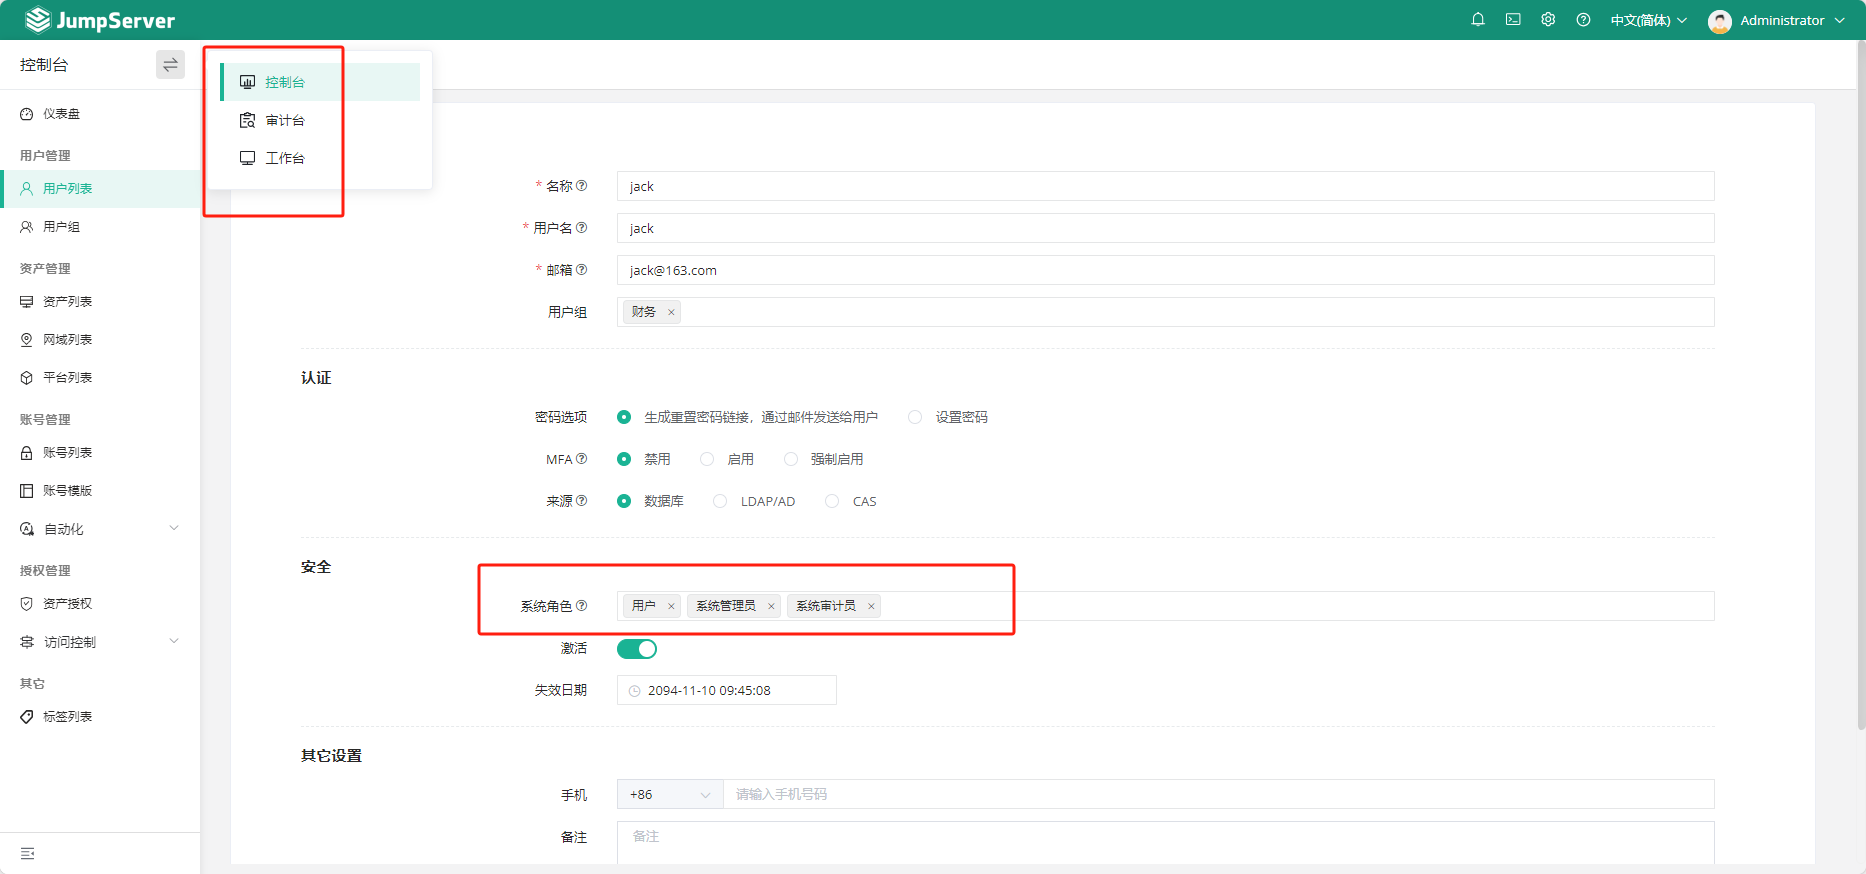 JumpServer
中文(简体)
Administrator
控制台
仪表盘
用户管理
用户列表
用户组
资产管理
资产列表
网域列表
平台列表
账号管理
账号列表
账号模版
自动化
授权管理
资产授权
访问控制
其它
标签列表
控制台
审计台
工作台
* 名称 jack
* 用户名 jack
* 邮箱 jack@163.com
用户组 财务 ×
认证
密码选项 生成重置密码链接，通过邮件发送给用户 设置密码
MFA 禁用 启用 强制启用
来源 数据库 LDAP/AD CAS
安全
系统角色 用户 × 系统管理员 × 系统审计员 ×
激活
失效日期 2094-11-10 09:45:08
其它设置
手机 +86 请输入手机号码
备注 备注